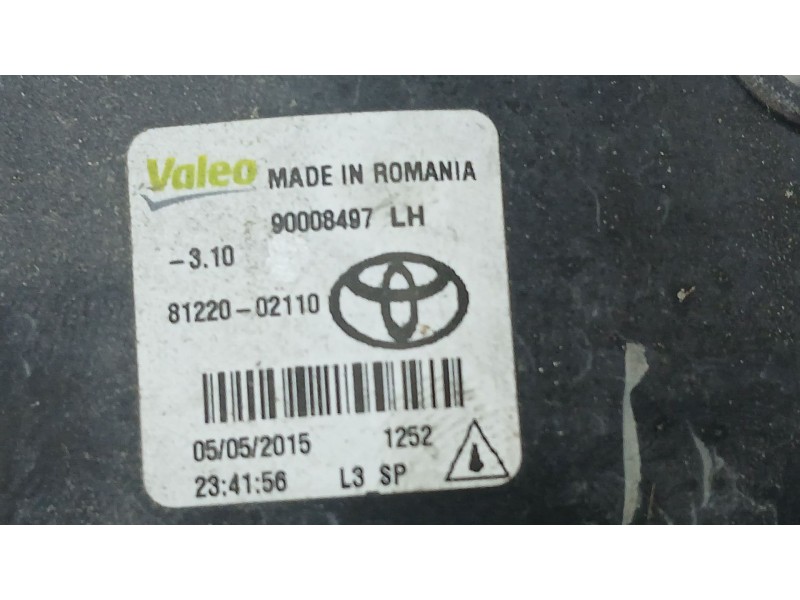 Valeo MADE IN ROMANIA
90008497 LH
-3.10
81220-02110
05/05/2015 1252
23:41:56 L3 SP